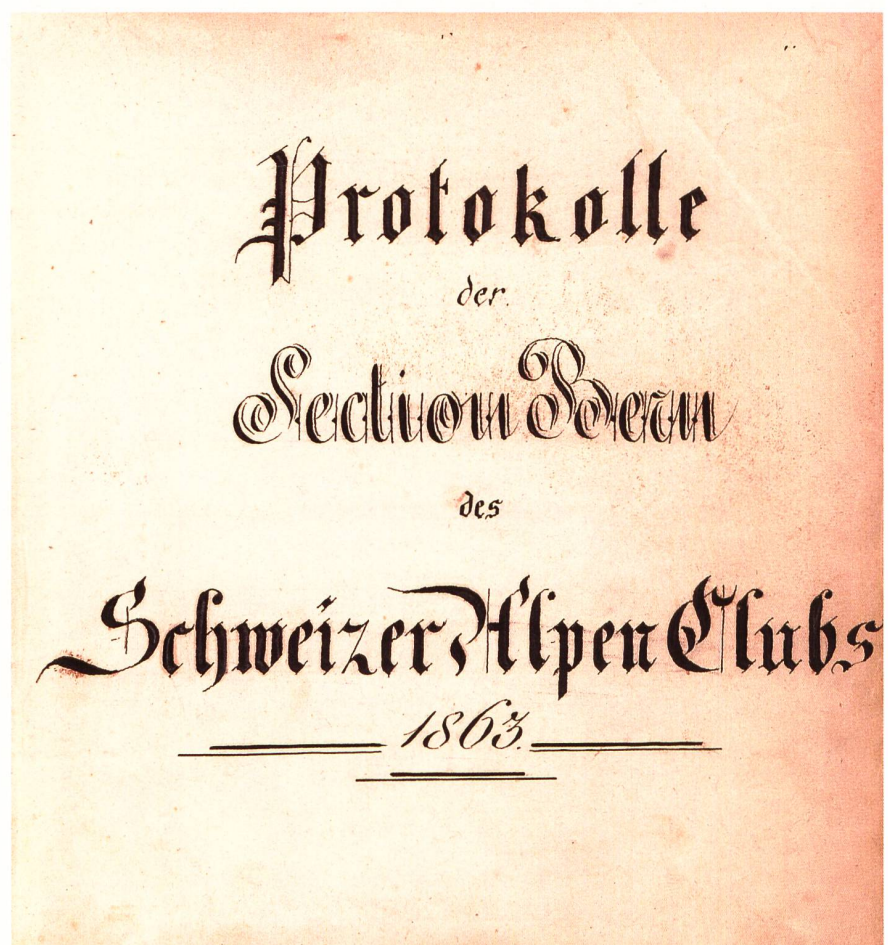 Protokolle
der
Section Bern
des
Schweizer Alpen Clubs
1863.